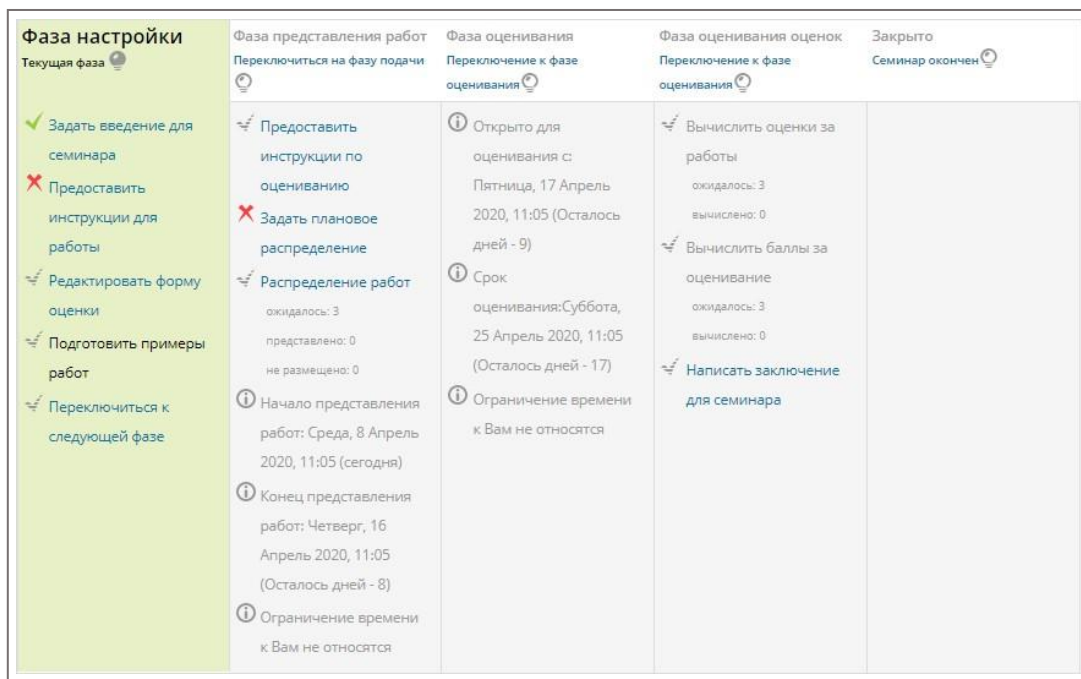 Фаза настройки
Текущая фаза
Задать введение для
семинара
Предоставить
инструкции для
работы
Редактировать форму
оценки
Подготовить примеры
работ
Переключиться к
следующей фазе
Фаза представления работ
Переключиться на фазу подачи
Предоставить
инструкции по
оцениванию
Задать плановое
распределение
Распределение работ
ожидалось: 3
представлено: 0
не размещено: 0
Начало представления
работ: Среда, 8 Апрель
2020, 11:05 (сегодня)
Конец представления
работ: Четверг, 16
Апрель 2020, 11:05
(Осталось дней - 8)
Ограничение времени
к Вам не относятся
Фаза оценивания
Переключение к фазе
оценивания
Открыто для
оценивания с:
Пятница, 17 Апрель
2020, 11:05 (Осталось
дней - 9)
Срок
оценивания:Суббота,
25 Апрель 2020, 11:05
(Осталось дней - 17)
Ограничение времени
к Вам не относятся
Фаза оценивания оценок
Переключение к фазе
оценивания
Вычислить оценки за
работы
ожидалось: 3
вычислено: 0
Вычислить баллы за
оценивание
ожидалось: 3
вычислено: 0
Написать заключение
для семинара
Закрыто
Семинар окончен